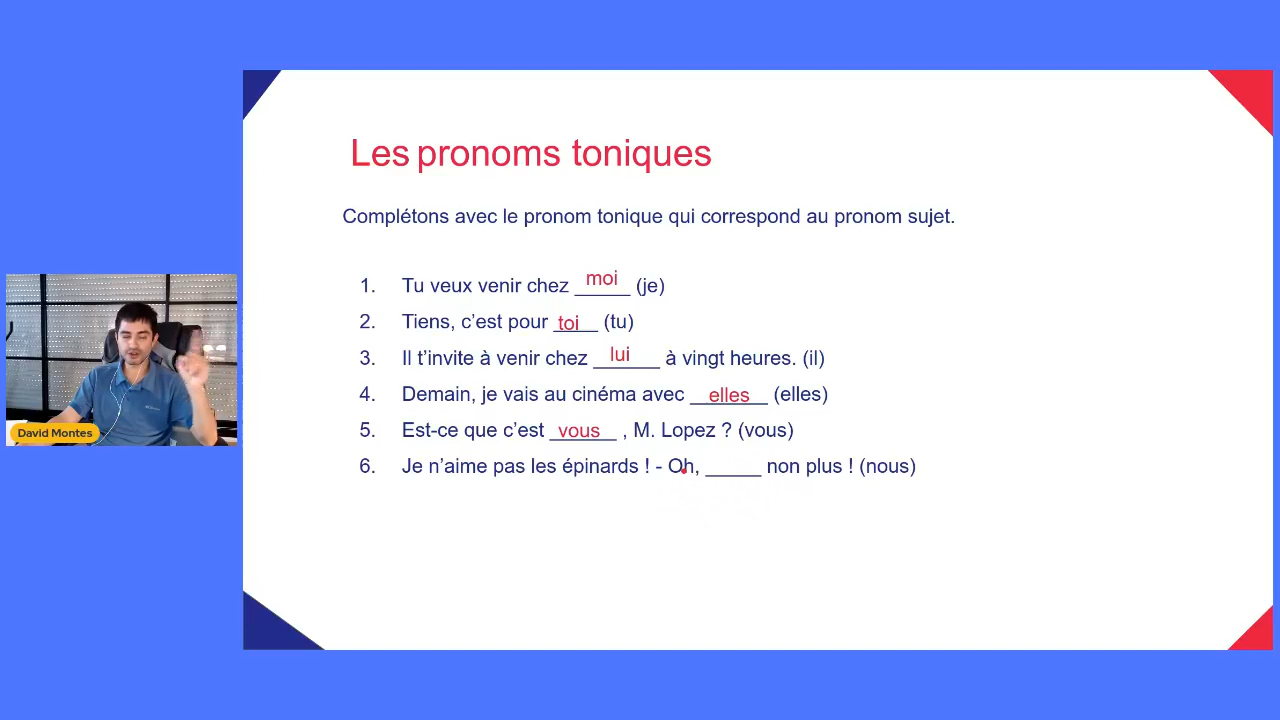 Les pronoms toniques
Complétons avec le pronom tonique qui correspond au pronom sujet.
1. Tu veux venir chez moi (je)
2. Tiens, c’est pour toi (tu)
3. Il t’invite à venir chez lui à vingt heures. (il)
4. Demain, je vais au cinéma avec elles (elles)
5. Est-ce que c’est vous , M. Lopez ? (vous)
6. Je n’aime pas les épinards ! - Oh, _____ non plus ! (nous)
David Montes